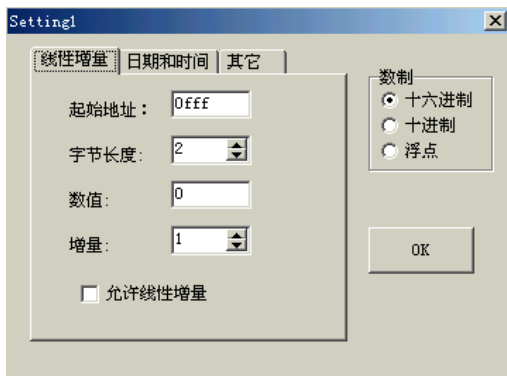 Setting1
线性增量 日期和时间 其它
起始地址： 0fff
字节长度: 2
数值: 0
增量: 1
允许线性增量
数制
十六进制
十进制
浮点
OK